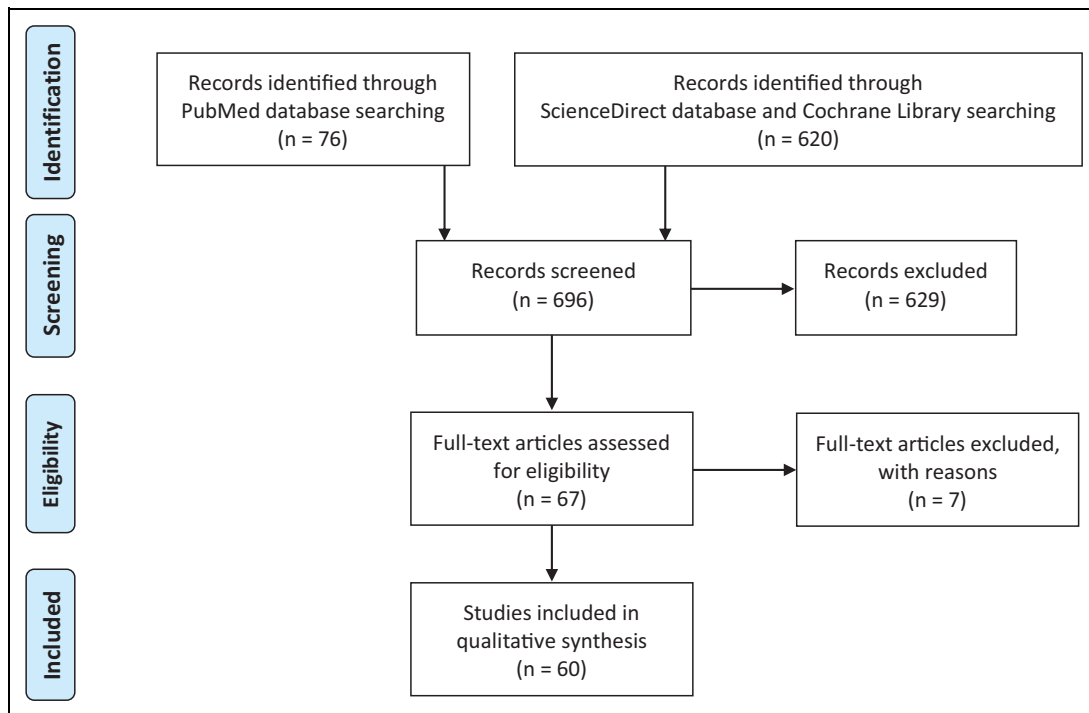 Identification
Records identified through
PubMed database searching
(n = 76)
Records identified through
ScienceDirect database and Cochrane Library searching
(n = 620)
Screening
Records screened
(n = 696)
Records excluded
(n = 629)
Eligibility
Full-text articles assessed
for eligibility
(n = 67)
Full-text articles excluded,
with reasons
(n = 7)
Included
Studies included in
qualitative synthesis
(n = 60)